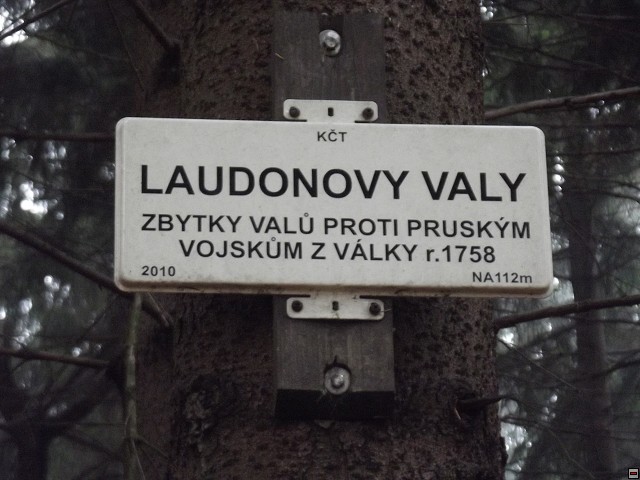 KČT
LAUDONOVY VALY
ZBYTKY VALŮ PROTI PRUSKÝM
VOJSKŮM Z VÁLKY r.1758
2010 NA112m